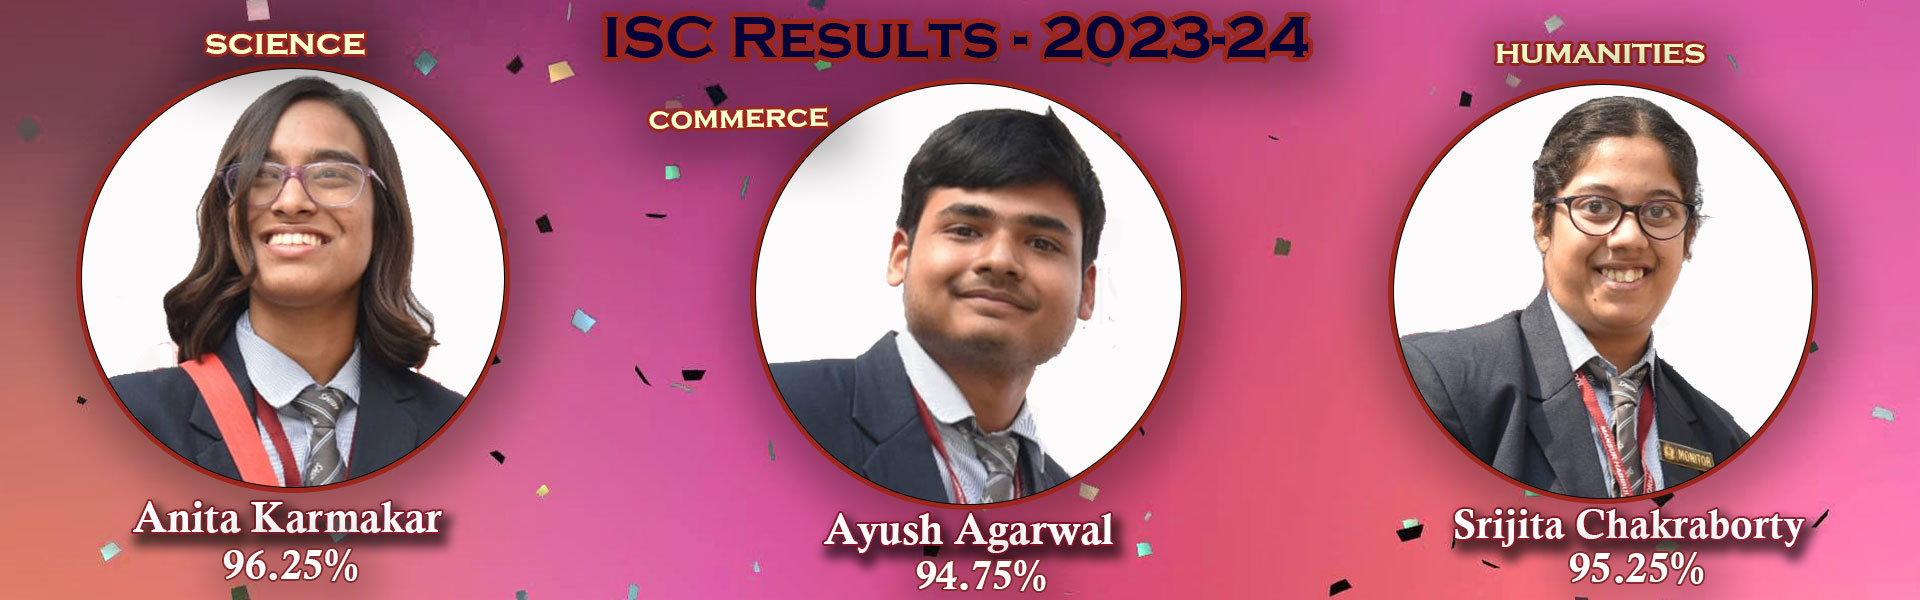 ISC RESULTS - 2023-24
SCIENCE
Anita Karmakar
96.25%
COMMERCE
Ayush Agarwal
94.75%
HUMANITIES
MONITOR
Srijita Chakraborty
95.25%